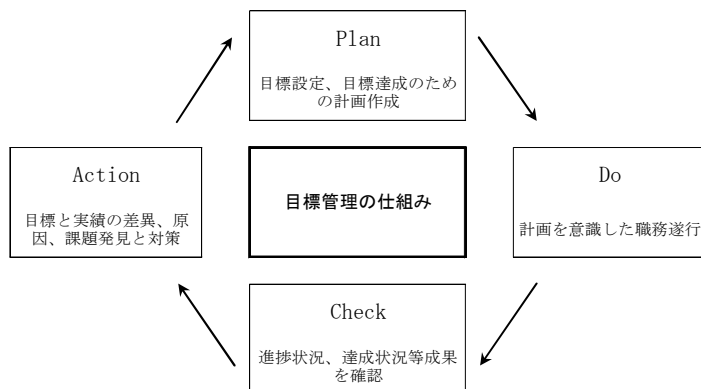 Plan
目標設定、目標達成のため
の計画作成
Action
目標と実績の差異、原
因、課題発見と対策
目標管理の仕組み
Do
計画を意識した職務遂行
Check
進捗状況、達成状況等成果
を確認